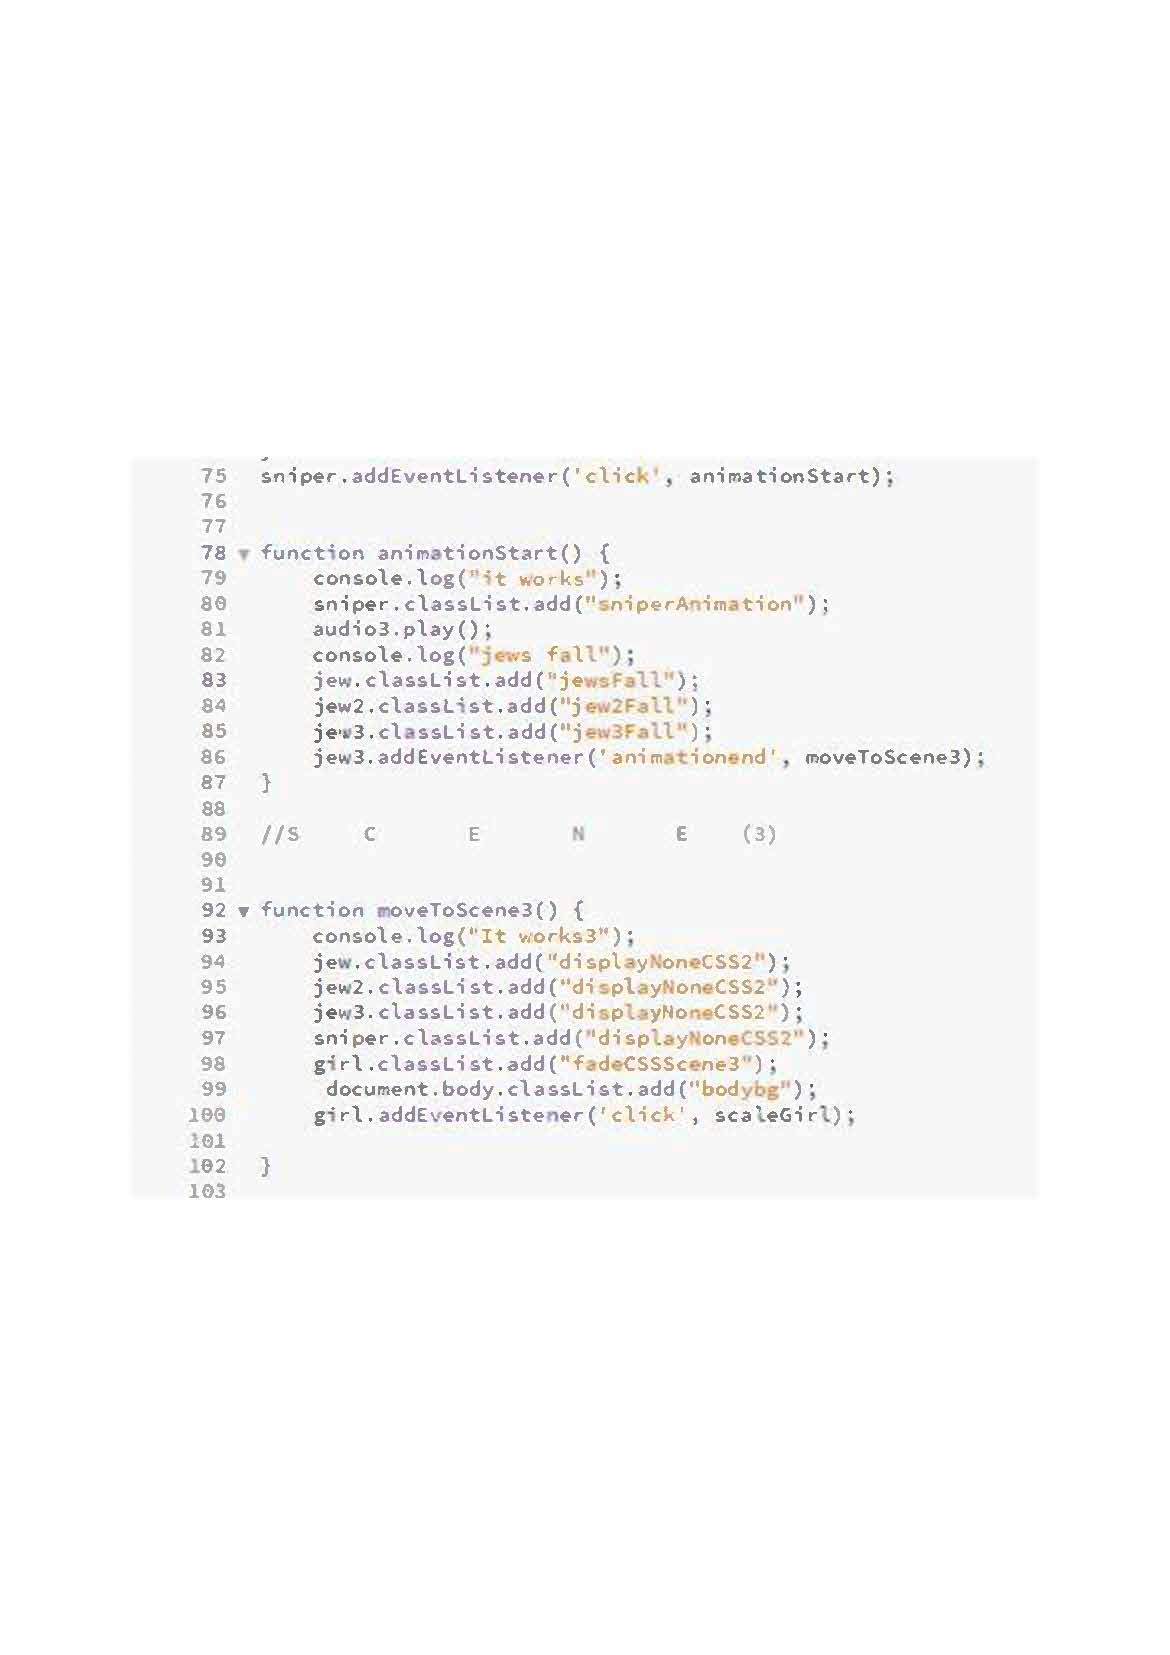 75 sniper.addEventListener('click', animationStart);
76
77
78 ▼ function animationStart() {
79 console.log("it works");
80 sniper.classList.add("sniperAnimation");
81 audio3.play();
82 console.log("jews fall");
83 jew.classList.add("jewsFall");
84 jew2.classList.add("jew2Fall");
85 jew3.classList.add("jew3Fall");
86 jew3.addEventListener('animationend', moveToScene3);
87 }
88
89 //S C E N E (3)
90
91
92 ▼ function moveToScene3() {
93 console.log("It works3");
94 jew.classList.add("displayNoneCSS2");
95 jew2.classList.add("displayNoneCSS2");
96 jew3.classList.add("displayNoneCSS2");
97 sniper.classList.add("displayNoneCSS2");
98 girl.classList.add("fadeCSSScene3");
99 document.body.classList.add("bodybg");
100 girl.addEventListener('click', scaleGirl);
101
102 }
103